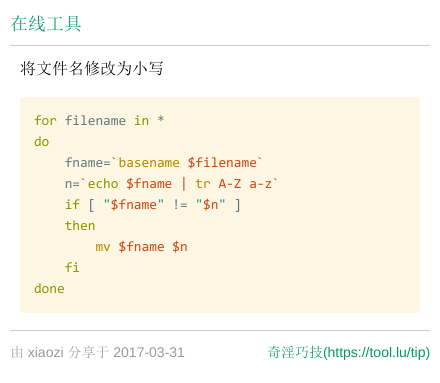 在线工具
将文件名修改为小写
for filename in *
do
    fname=`basename $filename`
    n=`echo $fname | tr A-Z a-z`
    if [ "$fname" != "$n" ]
    then
        mv $fname $n
    fi
done
由 xiaozi 分享于 2017-03-31
奇淫巧技(https://tool.lu/tip)